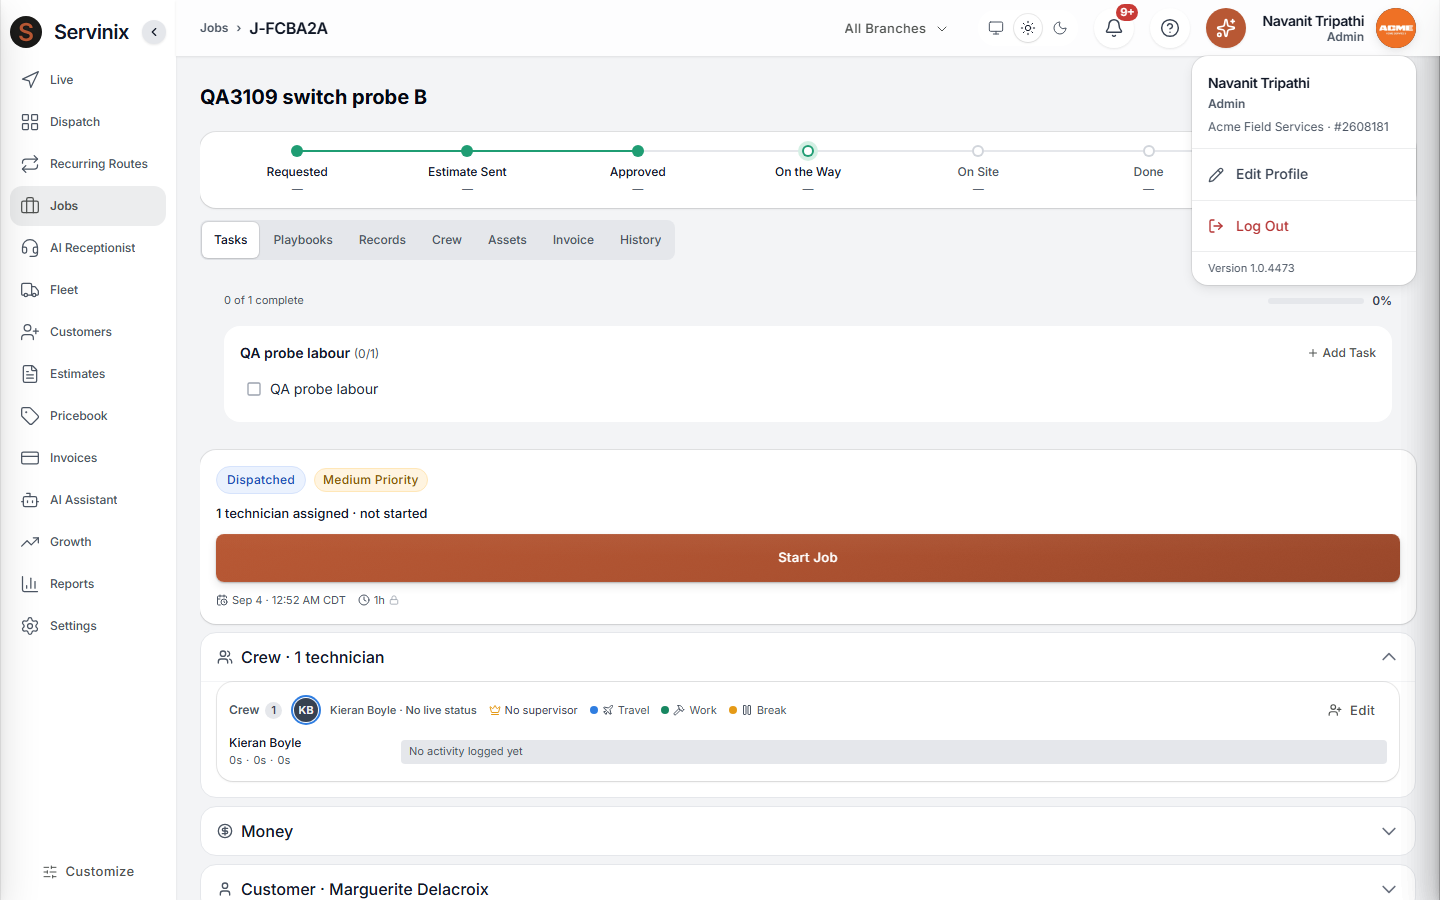 S Servinix
Live
Dispatch
Recurring Routes
Jobs
AI Receptionist
Fleet
Customers
Estimates
Pricebook
Invoices
AI Assistant
Growth
Reports
Settings
Customize
Jobs › J-FCBA2A
All Branches
9+
Navanit Tripathi
Admin
ACME
Navanit Tripathi
Admin
Acme Field Services · #2608181
Edit Profile
Log Out
Version 1.0.4473
QA3109 switch probe B
Requested
—
Estimate Sent
—
Approved
—
On the Way
—
On Site
—
Done
—
Tasks Playbooks Records Crew Assets Invoice History
0 of 1 complete
0%
QA probe labour (0/1)
+ Add Task
QA probe labour
Dispatched Medium Priority
1 technician assigned · not started
Start Job
Sep 4 · 12:52 AM CDT 1h
Crew · 1 technician
Crew 1 KB Kieran Boyle · No live status No supervisor Travel Work Break
Edit
Kieran Boyle
0s · 0s · 0s
No activity logged yet
Money
Customer · Marguerite Delacroix